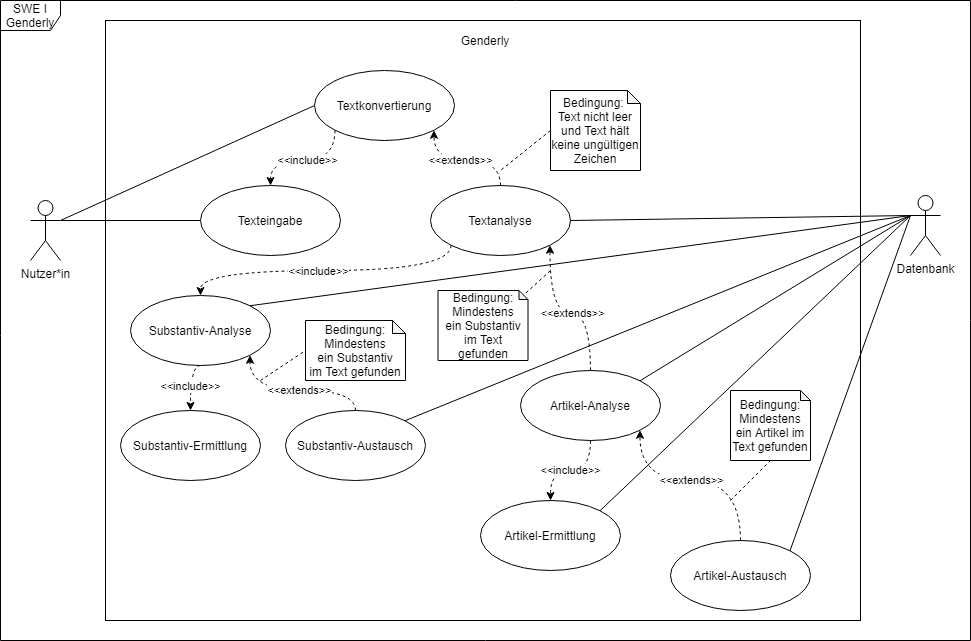 SWE I
Genderly
Genderly
Textkonvertierung
Bedingung:
Text nicht leer
und Text hält
keine ungültigen
Zeichen
<<include>>
<<extends>>
Texteingabe
Textanalyse
Nutzer*in
Datenbank
<<include>>
Bedingung:
Mindestens
ein Substantiv
im Text
gefunden
<<extends>>
Substantiv-Analyse
Bedingung:
Mindestens
ein Substantiv
im Text gefunden
<<include>>
<<extends>>
Artikel-Analyse
Bedingung:
Mindestens
ein Artikel im
Text gefunden
Substantiv-Ermittlung
Substantiv-Austausch
<<include>>
<<extends>>
Artikel-Ermittlung
Artikel-Austausch